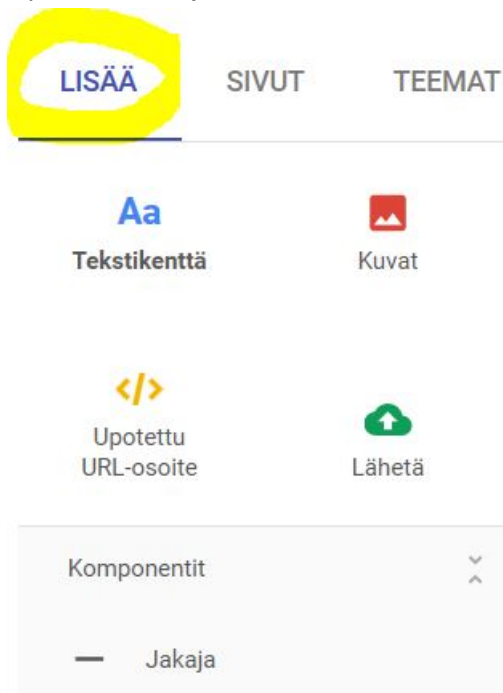 LISÄÄ SIVUT TEEMAT
Aa
Tekstikenttä Kuvat
</>
Upotettu
URL-osoite Lähetä
Komponentit
Jakaja